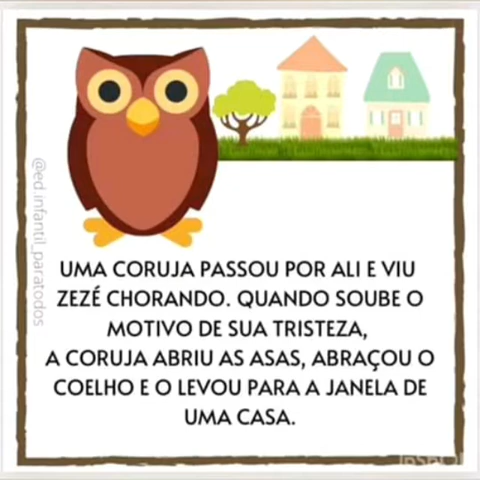 @ed.infantil_paratodos
UMA CORUJA PASSOU POR ALI E VIU
ZEZÉ CHORANDO. QUANDO SOUBE O
MOTIVO DE SUA TRISTEZA,
A CORUJA ABRIU AS ASAS, ABRAÇOU O
COELHO E O LEVOU PARA A JANELA DE
UMA CASA.